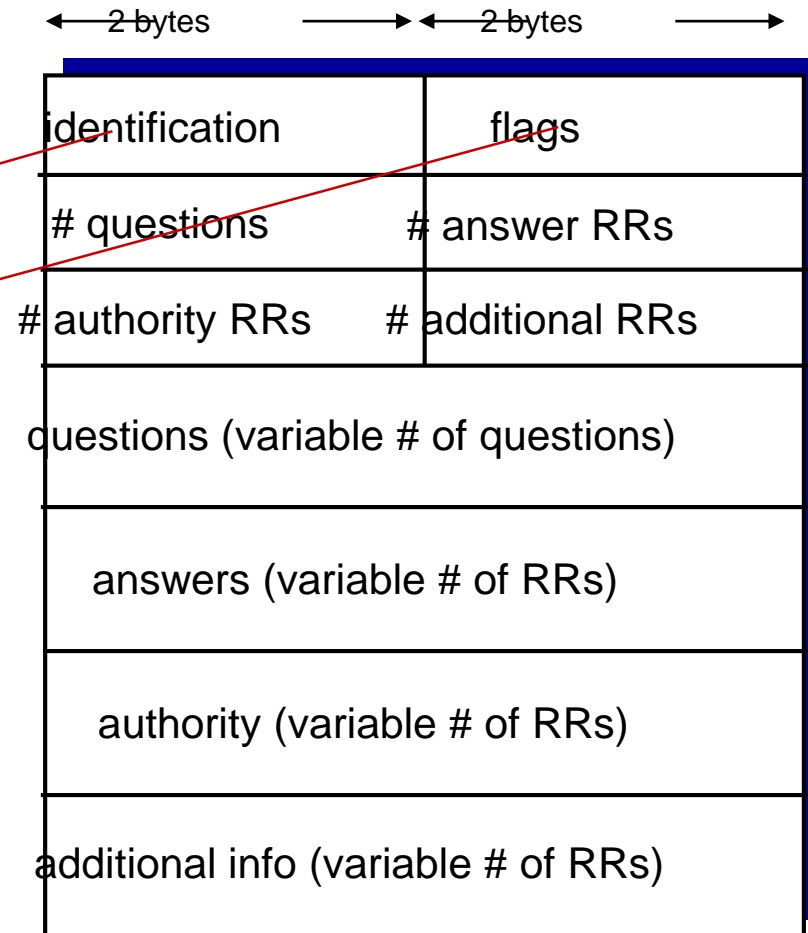 2 bytes 2 bytes
identification flags
# questions # answer RRs
# authority RRs # additional RRs
questions (variable # of questions)
answers (variable # of RRs)
authority (variable # of RRs)
additional info (variable # of RRs)